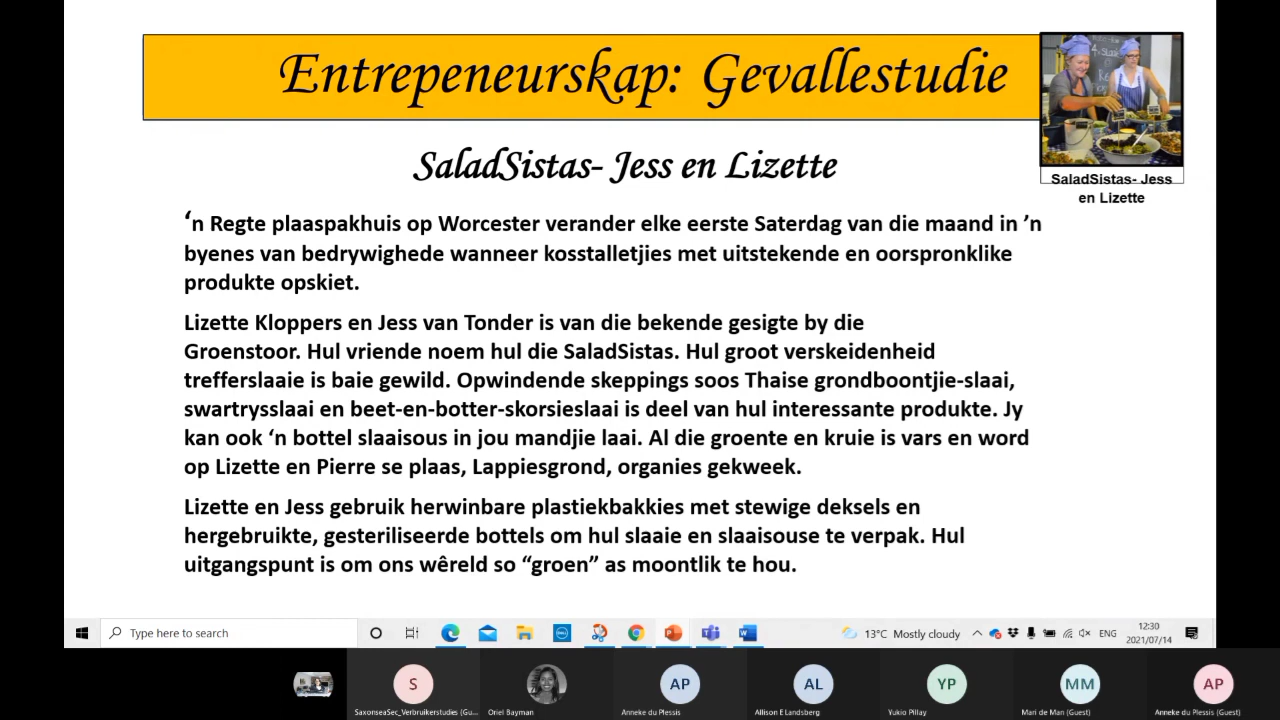 Entrepeneurskap: Gevallestudie
SaladSistas- Jess en Lizette
SaladSistas- Jess
en Lizette
‘n Regte plaaspakhuis op Worcester verander elke eerste Saterdag van die maand in ’n
byenes van bedrywighede wanneer kosstalletjies met uitstekende en oorspronklike
produkte opskiet.
Lizette Kloppers en Jess van Tonder is van die bekende gesigte by die
Groenstoor. Hul vriende noem hul die SaladSistas. Hul groot verskeidenheid
trefferslaaie is baie gewild. Opwindende skeppings soos Thaise grondboontjie-slaai,
swartrysslaai en beet-en-botter-skorsieslaai is deel van hul interessante produkte. Jy
kan ook ‘n bottel slaaisous in jou mandjie laai. Al die groente en kruie is vars en word
op Lizette en Pierre se plaas, Lappiesgrond, organies gekweek.
Lizette en Jess gebruik herwinbare plastiekbakkies met stewige deksels en
hergebruikte, gesteriliseerde bottels om hul slaaie en slaaisouse te verpak. Hul
uitgangspunt is om ons wêreld so “groen” as moontlik te hou.
Type here to search
13°C Mostly cloudy
ENG
12:30
2021/07/14
S
AP
AL
YP
MM
AP
SaxonseaSec_Verbruikerstudies (Gu...
Oriel Bayman
Anneke du Plessis
Allison E Landsberg
Yukio Pillay
Mari de Man (Guest)
Anneke du Plessis (Guest)